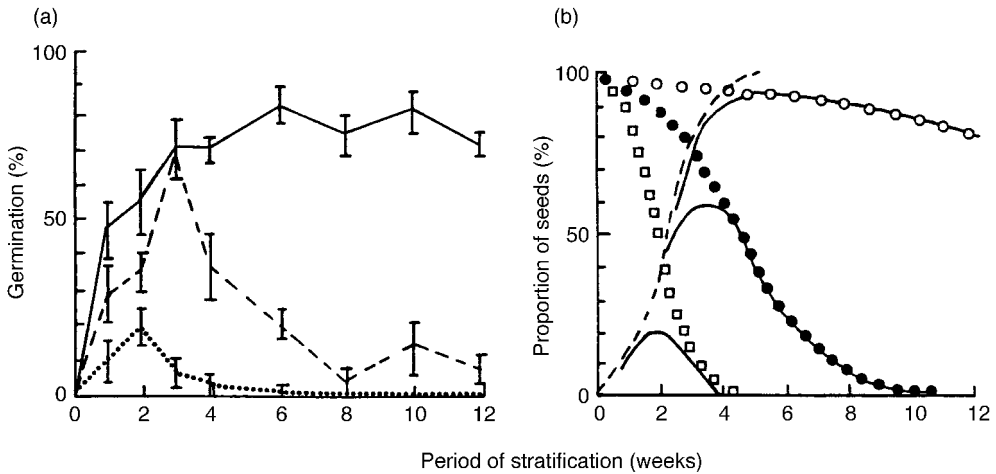 (a)
(b)
100
50
0
Germination (%)
0 2 4 6 8 10 12
100
50
0
Proportion of seeds (%)
0 2 4 6 8 10 12
Period of stratification (weeks)